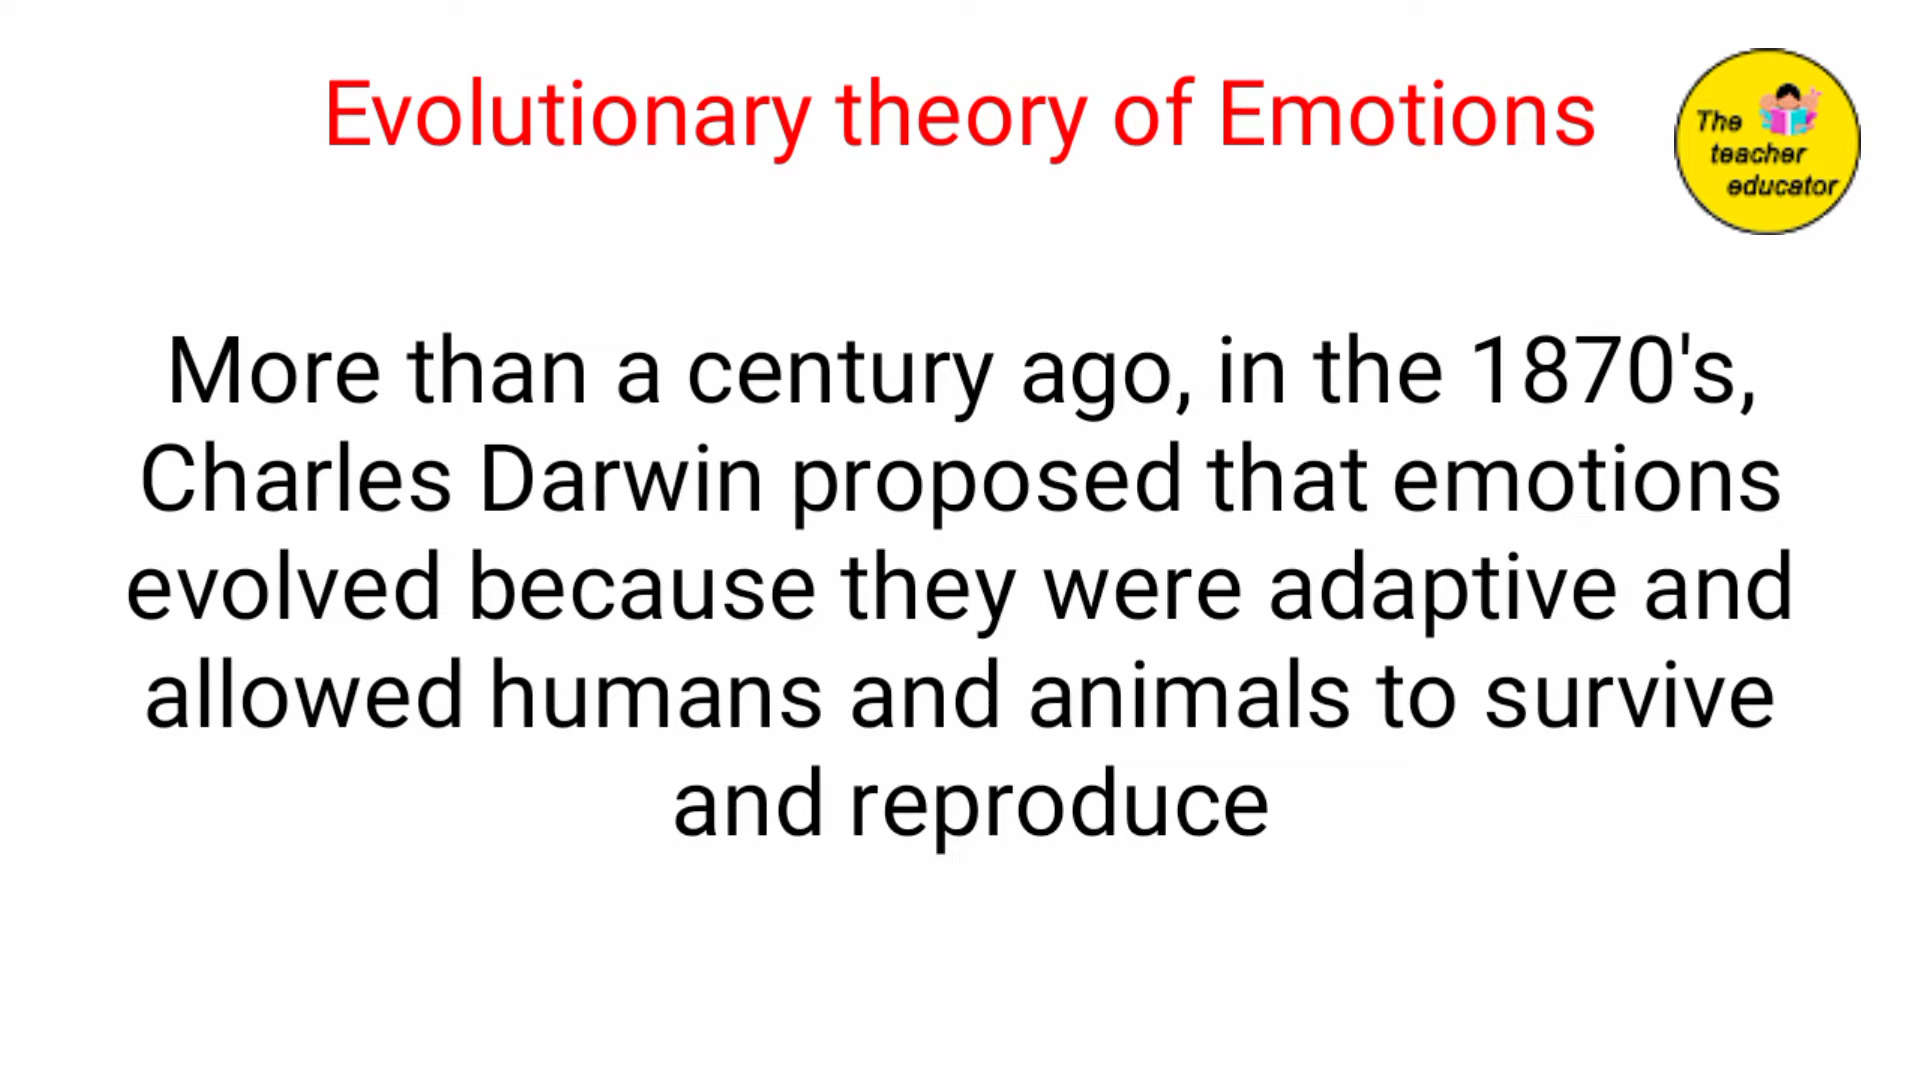 Evolutionary theory of Emotions
The
teacher
educator
More than a century ago, in the 1870's,
Charles Darwin proposed that emotions
evolved because they were adaptive and
allowed humans and animals to survive
and reproduce